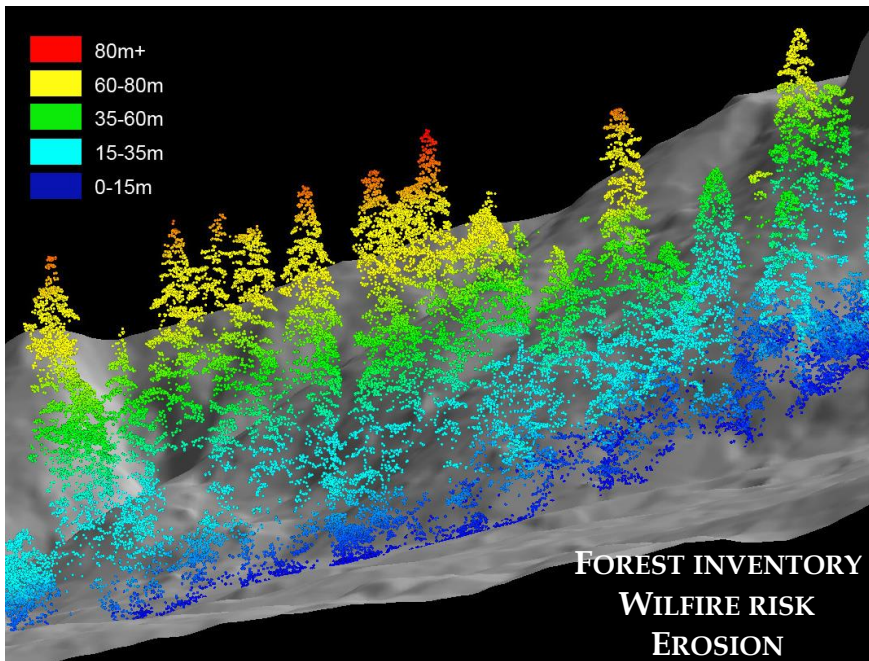 80m+
60-80m
35-60m
15-35m
0-15m
FOREST INVENTORY
WILFIRE RISK
EROSION